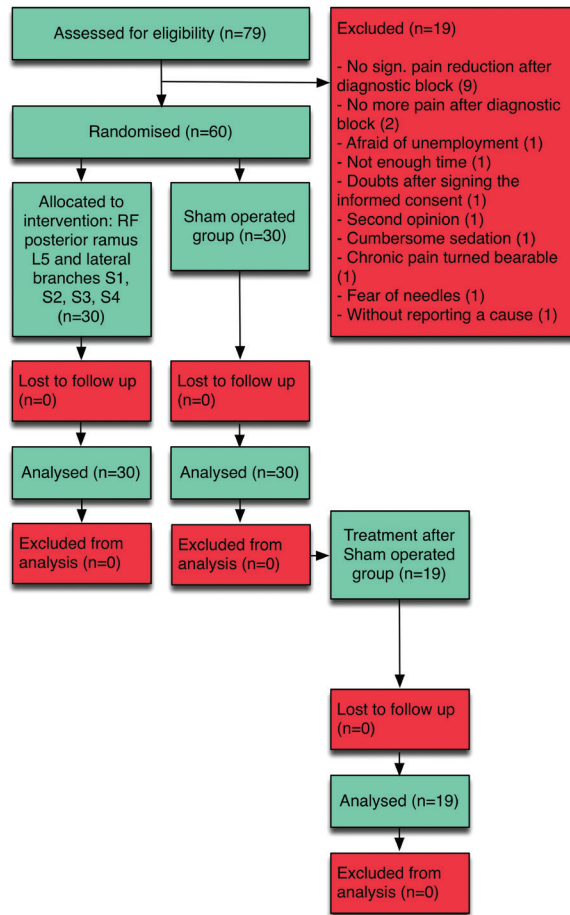 Assessed for eligibility (n=79)
Excluded (n=19)
- No sign. pain reduction after
diagnostic block (9)
- No more pain after diagnostic
block (2)
- Afraid of unemployment (1)
- Not enough time (1)
- Doubts after signing the
informed consent (1)
- Second opinion (1)
- Cumbersome sedation (1)
- Chronic pain turned bearable
(1)
- Fear of needles (1)
- Without reporting a cause (1)
Randomised (n=60)
Allocated to
intervention: RF
posterior ramus
L5 and lateral
branches S1,
S2, S3, S4
(n=30)
Sham operated
group (n=30)
Lost to follow up
(n=0)
Lost to follow up
(n=0)
Analysed (n=30)
Analysed (n=30)
Excluded from
analysis (n=0)
Excluded from
analysis (n=0)
Treatment after
Sham operated
group (n=19)
Lost to follow up
(n=0)
Analysed (n=19)
Excluded from
analysis (n=0)